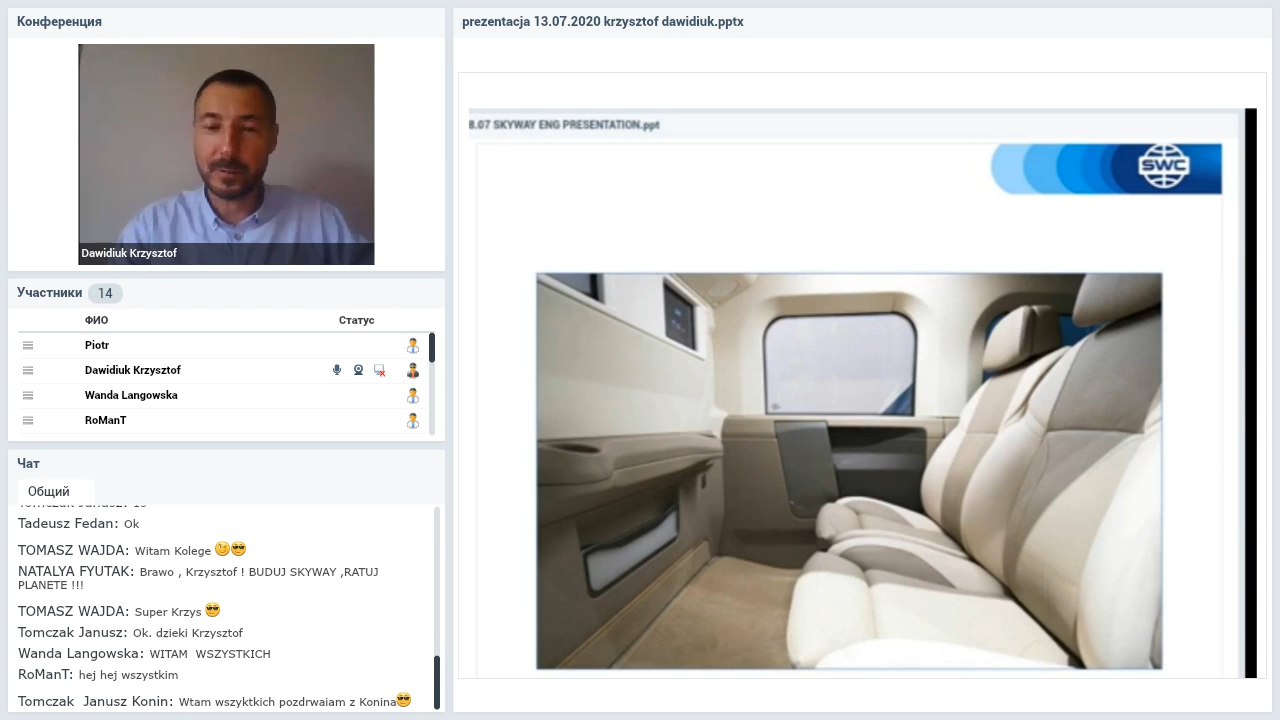 Конференция
Dawidiuk Krzysztof
Участники 14
ФИО Статус
Piotr
Dawidiuk Krzysztof
Wanda Langowska
RoManT
Чат
Общий
Tadeusz Fedan: Ok
TOMASZ WAJDA: Witam Kolege
NATALYA FYUTAK: Brawo , Krzysztof ! BUDUJ SKYWAY ,RATUJ
PLANETE !!!
TOMASZ WAJDA: Super Krzys
Tomczak Janusz: Ok. dzieki Krzysztof
Wanda Langowska: WITAM WSZYSTKICH
RoManT: hej hej wszystkim
Tomczak Janusz Konin: Wtam wszyktkich pozdrwaiam z Konina
prezentacja 13.07.2020 krzysztof dawidiuk.pptx
8.07 SKYWAY ENG PRESENTATION.ppt
SWC